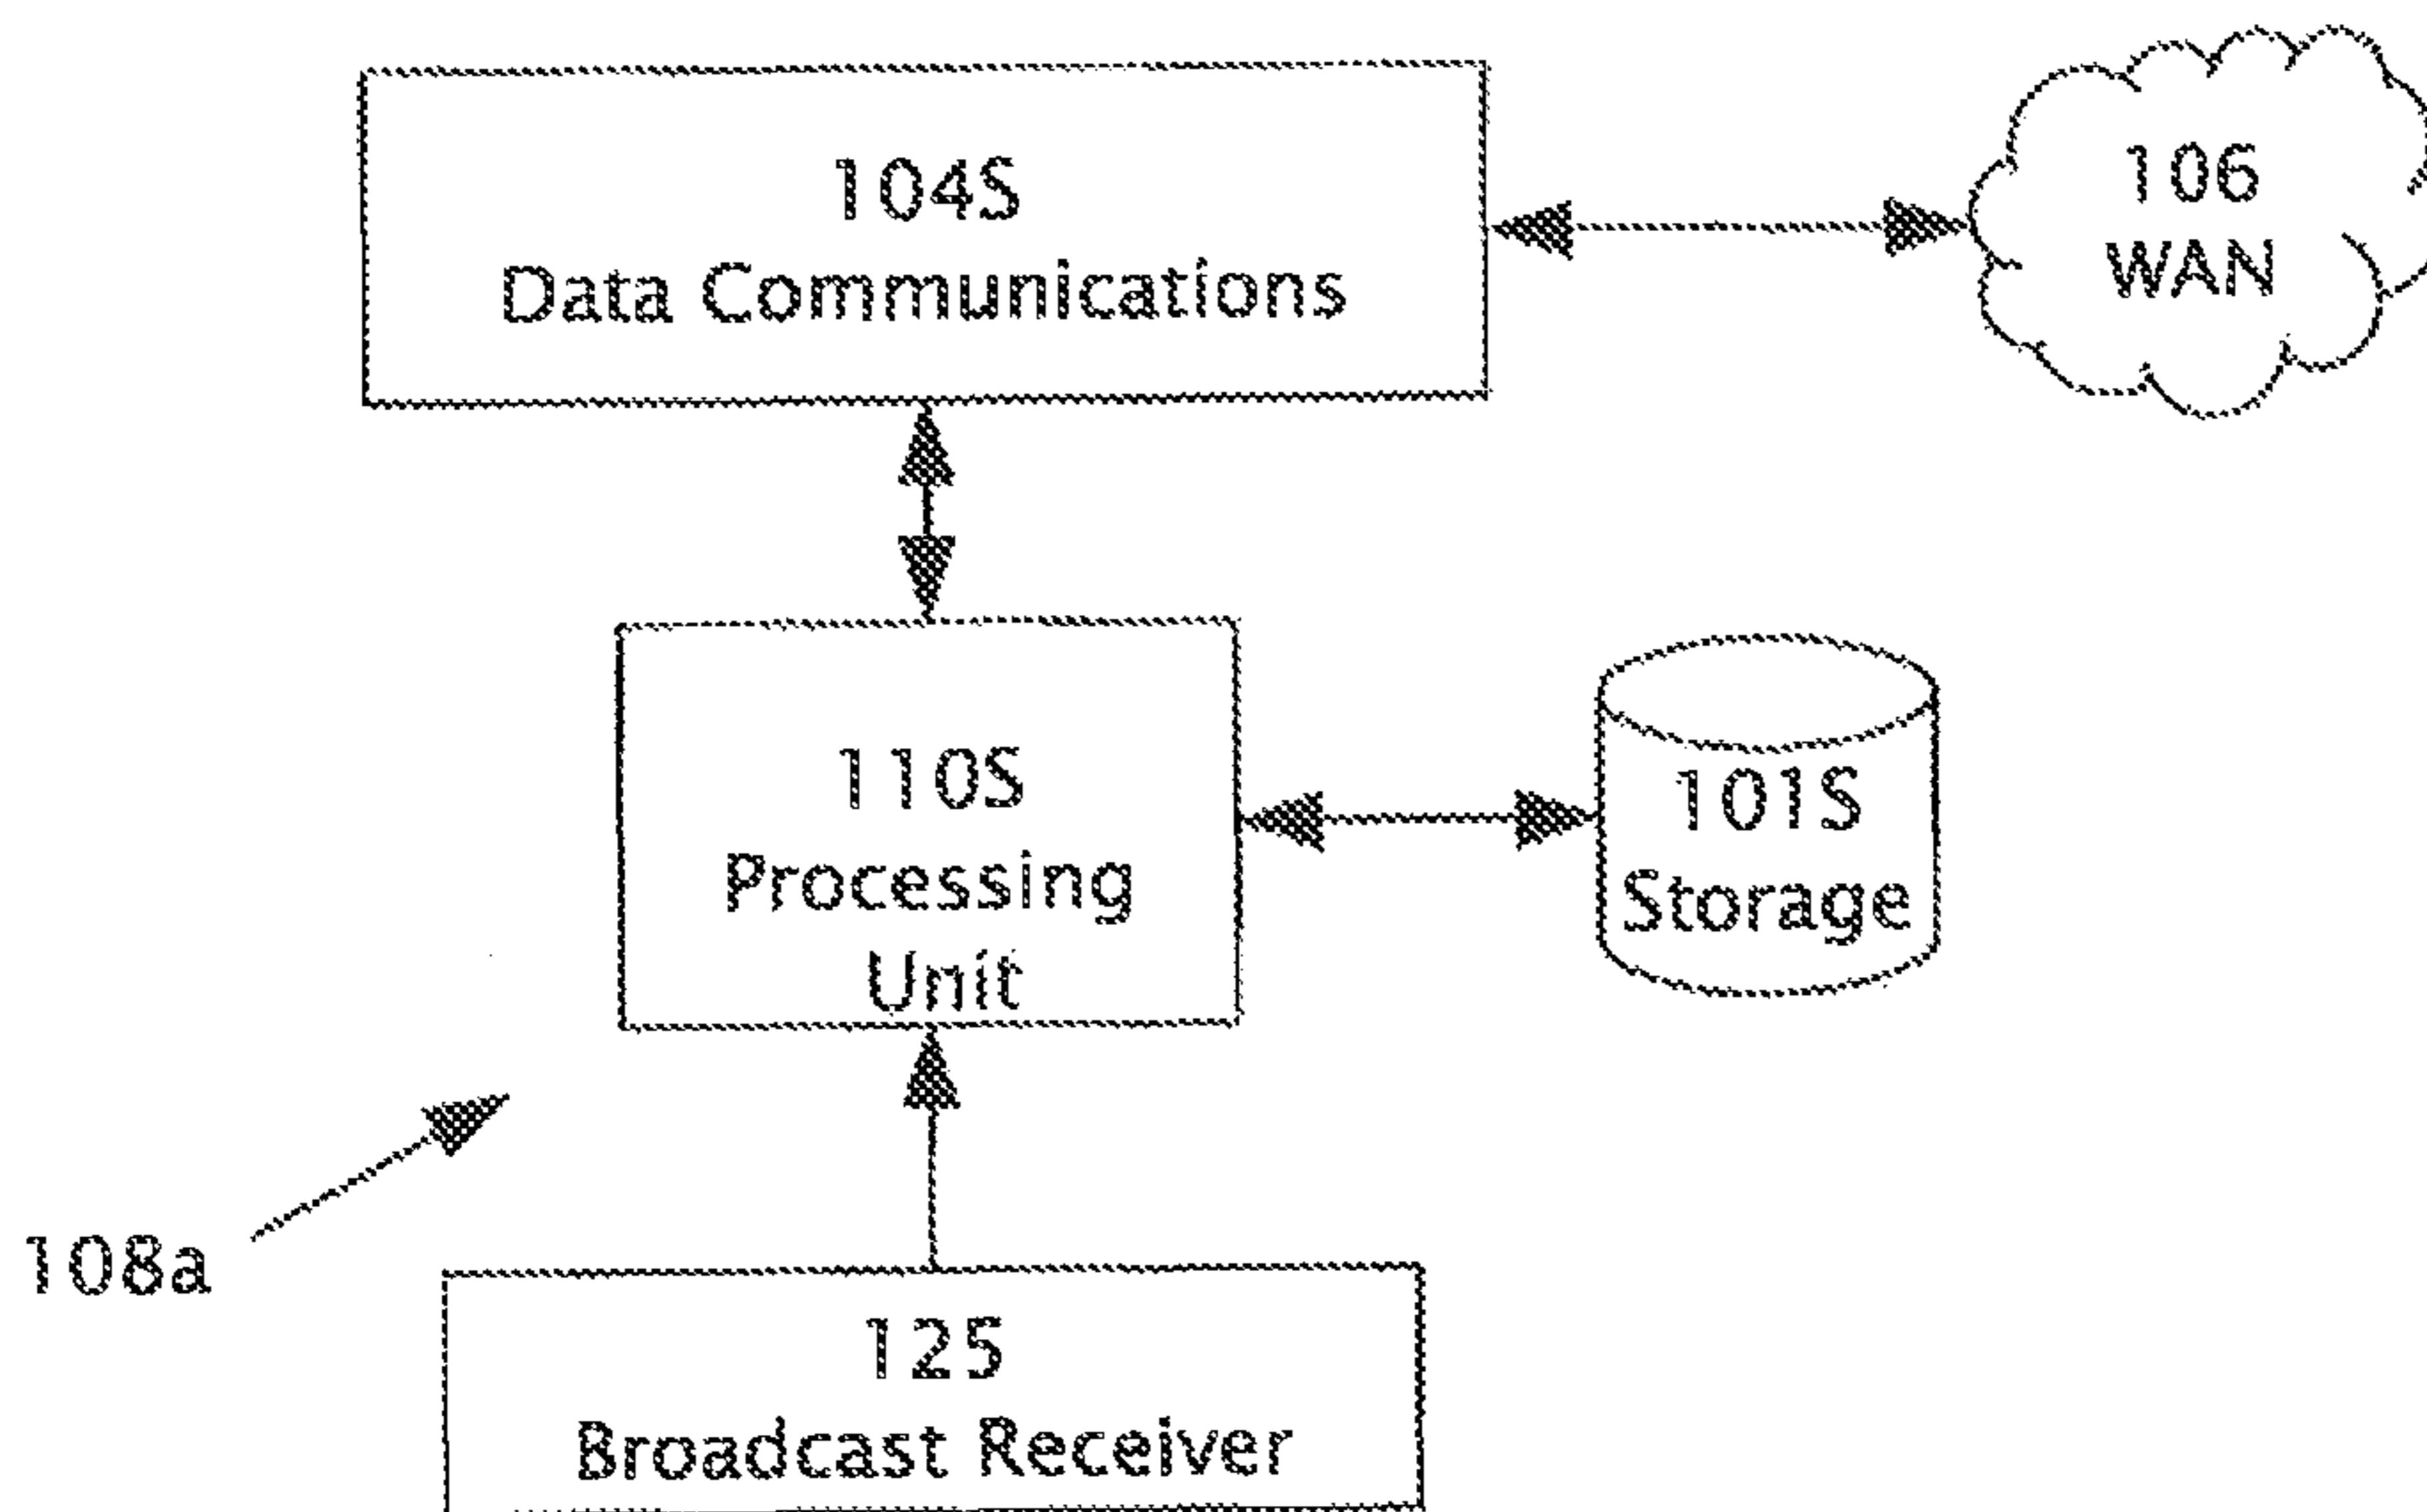 104S
Data Communications
106
WAN
110S
Processing
Unit
101S
Storage
108a
125
Broadcast Receiver